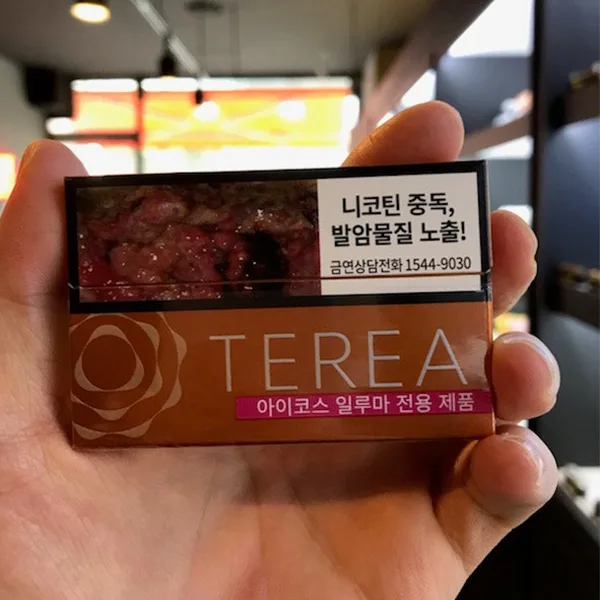 니코틴 중독,
발암물질 노출!
금연상담전화 1544-9030
TEREA
아이코스 일루마 전용 제품